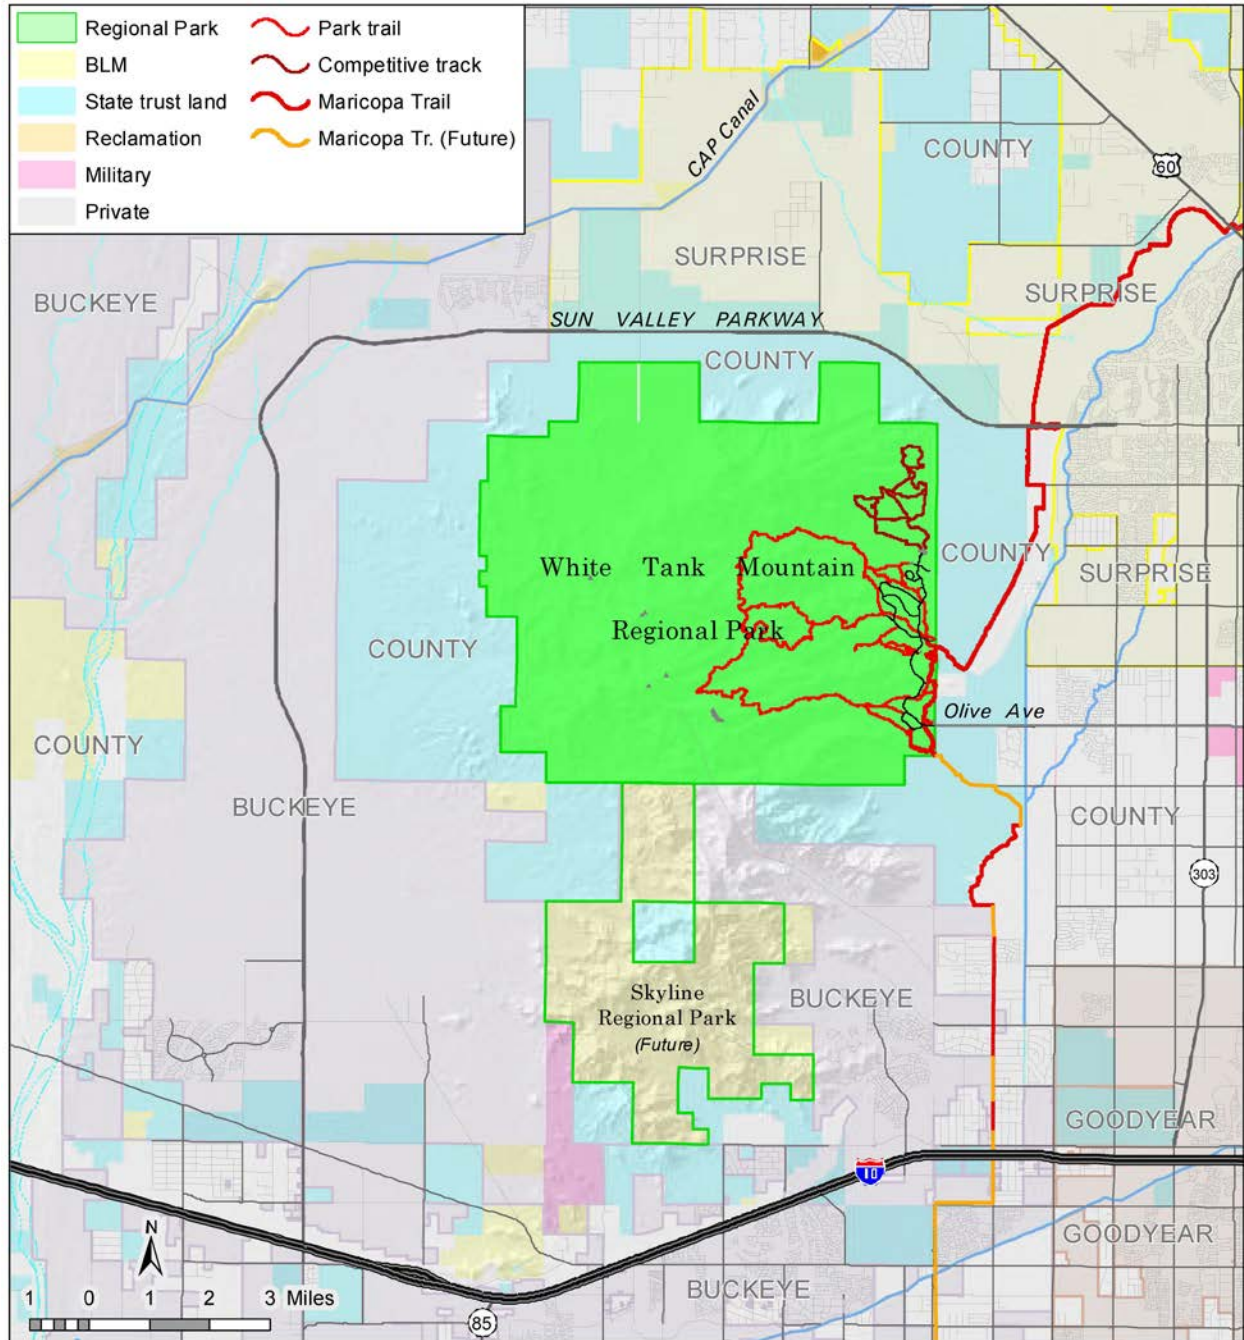 Regional Park
BLM
State trust land
Reclamation
Military
Private
Park trail
Competitive track
Maricopa Trail
Maricopa Tr. (Future)
CAP Canal
COUNTY
60
SURPRISE
BUCKEYE
SURPRISE
SUN VALLEY PARKWAY
COUNTY
COUNTY
White Tank Mountain
SURPRISE
Regional Park
COUNTY
Olive Ave
COUNTY
BUCKEYE
COUNTY
303
Skyline
Regional Park
(Future)
BUCKEYE
GOODYEAR
10
N
GOODYEAR
BUCKEYE
1 0 1 2 3 Miles
85